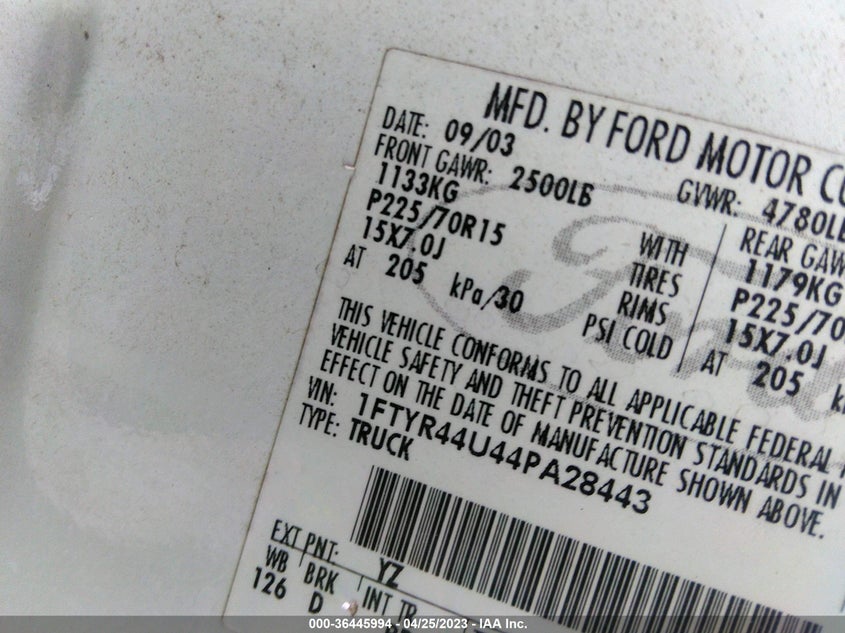 MFD. BY FORD MOTOR
DATE: 09/03 GVWR: 4780LB
FRONT GAWR: 2500LB REAR GAW
1133KG WITH 1179KG
P225/70R15 TIRES P225/70
15X7.0J RIMS 15X7.0J
AT 205 kPa/30 PSI COLD AT 205
THIS VEHICLE CONFORMS TO ALL APPLICABLE FEDERAL
VEHICLE SAFETY AND THEFT PREVENTION STANDARDS IN
EFFECT ON THE DATE OF MANUFACTURE SHOWN ABOVE.
VIN: 1FTYR44U44PA28443
TYPE: TRUCK
EXT PNT: YZ
WB BRK INT TR
126 D
000-36445994 - 04/25/2023 - IAA Inc.